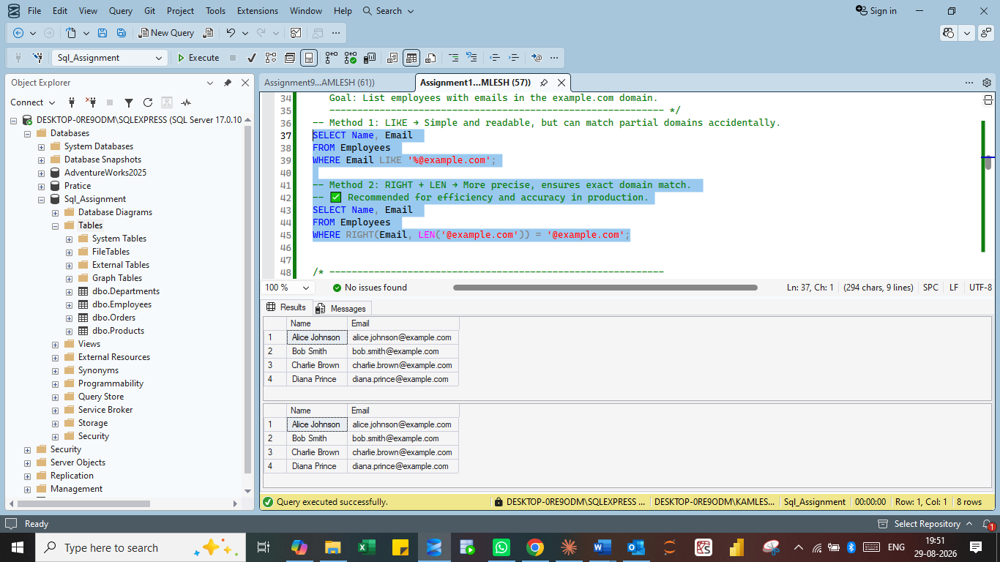 File Edit View Query Git Project Tools Extensions Window Help Search Sign in
New Query
Sql_Assignment Execute
Object Explorer
Connect
DESKTOP-0RE9ODM\SQLEXPRESS (SQL Server 17.0.10
Databases
System Databases
Database Snapshots
AdventureWorks2025
Pratice
Sql_Assignment
Database Diagrams
Tables
System Tables
FileTables
External Tables
Graph Tables
dbo.Departments
dbo.Employees
dbo.Orders
dbo.Products
Views
External Resources
Synonyms
Programmability
Query Store
Service Broker
Storage
Security
Security
Server Objects
Replication
Management
Assignment9...AMLESH (61)) Assignment1...MLESH (57))
34 Goal: List employees with emails in the example.com domain.
35 ------------------------------------------------------------- */
36 -- Method 1: LIKE → Simple and readable, but can match partial domains accidentally.
37 SELECT Name, Email
38 FROM Employees
39 WHERE Email LIKE '%@example.com';
40
41 -- Method 2: RIGHT + LEN → More precise, ensures exact domain match.
42 -- ✅ Recommended for efficiency and accuracy in production.
43 SELECT Name, Email
44 FROM Employees
45 WHERE RIGHT(Email, LEN('@example.com')) = '@example.com';
46
47
48 /* -------------------------------------------------------------
100 % No issues found Ln: 37, Ch: 1 (294 chars, 9 lines) SPC LF UTF-8
Results Messages
Name Email
1 Alice Johnson alice.johnson@example.com
2 Bob Smith bob.smith@example.com
3 Charlie Brown charlie.brown@example.com
4 Diana Prince diana.prince@example.com
Name Email
1 Alice Johnson alice.johnson@example.com
2 Bob Smith bob.smith@example.com
3 Charlie Brown charlie.brown@example.com
4 Diana Prince diana.prince@example.com
Query executed successfully. DESKTOP-0RE9ODM\SQLEXPRESS ... DESKTOP-0RE9ODM\KAMLES... Sql_Assignment 00:00:00 Row: 1, Col: 1 8 rows
Ready Select Repository 1
Type here to search ENG 19:51
29-08-2026